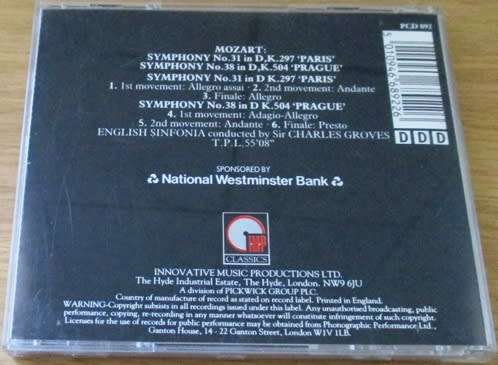 PCD 892
MOZART:
SYMPHONY No.31 in D,K.297 'PARIS'
SYMPHONY No.38 in D,K.504 'PRAGUE'
SYMPHONY No.31 in D K.297 'PARIS'
1. 1st movement: Allegro assai · 2. 2nd movement: Andante
3. Finale: Allegro
SYMPHONY No.38 in D K.504 'PRAGUE'
4. 1st movement: Adagio-Allegro
5. 2nd movement: Andante · 6. Finale: Presto
ENGLISH SINFONIA conducted by Sir CHARLES GROVES
T.P.L.55'08"
DDD
SPONSORED BY
National Westminster Bank
IMP
CLASSICS
INNOVATIVE MUSIC PRODUCTIONS LTD.
The Hyde Industrial Estate, The Hyde, London. NW9 6JU
A division of PICKWICK GROUP PLC.
Country of manufacture of record as stated on record label. Printed in England.
WARNING-Copyright subsists in all recordings issued under this label. Any unauthorised broadcasting, public
performance, copying, re-recording in any manner whatsoever will constitute infringement of such copyright.
Licenses for the use of records for public performance may be obtained from Phonographic Performance Ltd.,
Ganton House, 14 - 22 Ganton Street, London W1V 1LB.